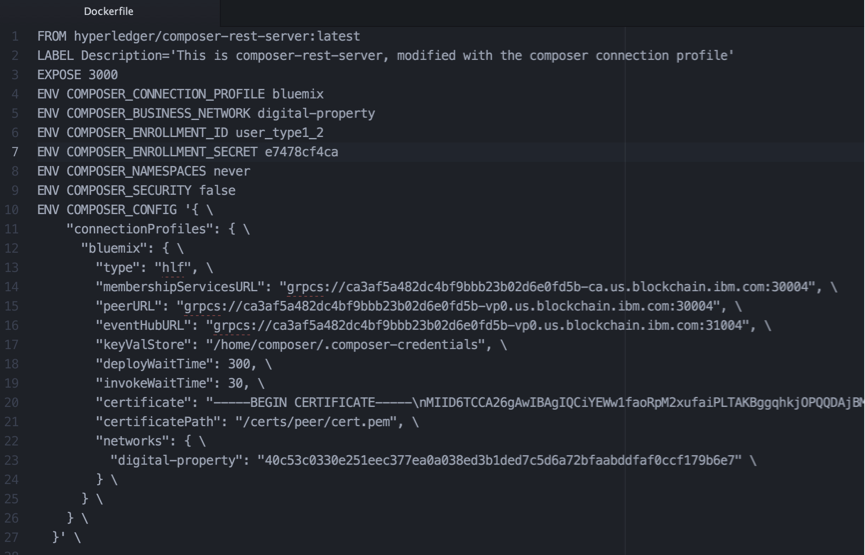 Dockerfile
1 FROM hyperledger/composer-rest-server:latest
2 LABEL Description='This is composer-rest-server, modified with the composer connection profile'
3 EXPOSE 3000
4 ENV COMPOSER_CONNECTION_PROFILE bluemix
5 ENV COMPOSER_BUSINESS_NETWORK digital-property
6 ENV COMPOSER_ENROLLMENT_ID user_type1_2
7 ENV COMPOSER_ENROLLMENT_SECRET e7478cf4ca
8 ENV COMPOSER_NAMESPACES never
9 ENV COMPOSER_SECURITY false
10 ENV COMPOSER_CONFIG '{ \
11 "connectionProfiles": { \
12 "bluemix": { \
13 "type": "hlf", \
14 "membershipServicesURL": "grpcs://ca3af5a482dc4bf9bbb23b02d6e0fd5b-ca.us.blockchain.ibm.com:30004", \
15 "peerURL": "grpcs://ca3af5a482dc4bf9bbb23b02d6e0fd5b-vp0.us.blockchain.ibm.com:30004", \
16 "eventHubURL": "grpcs://ca3af5a482dc4bf9bbb23b02d6e0fd5b-vp0.us.blockchain.ibm.com:31004", \
17 "keyValStore": "/home/composer/.composer-credentials", \
18 "deployWaitTime": 300, \
19 "invokeWaitTime": 30, \
20 "certificate": "-----BEGIN CERTIFICATE-----\nMIID6TCCA26gAwIBAgIQCiYEWw1faoRpM2xufaiPLTAKBggqhkjOPQQDAjBM
21 "certificatePath": "/certs/peer/cert.pem", \
22 "networks": { \
23 "digital-property": "40c53c0330e251eec377ea0a038ed3b1ded7c5d6a72bfaabddfaf0ccf179b6e7" \
24 } \
25 } \
26 } \
27 }' \